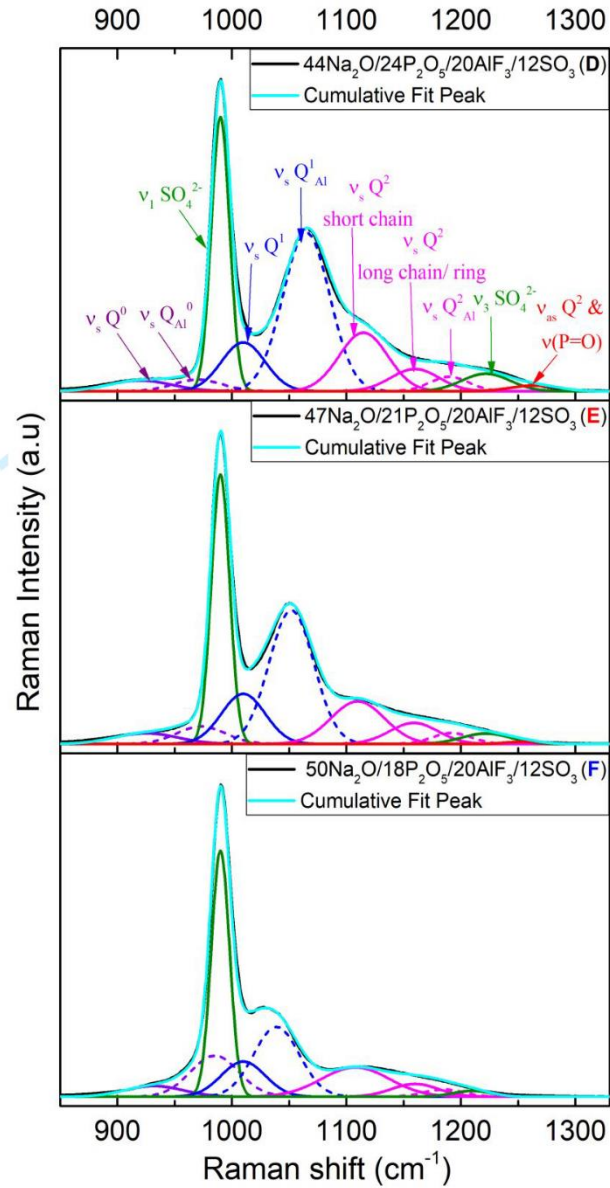 900 1000 1100 1200 1300
44Na₂O/24P₂O₅/20AlF₃/12SO₃ (D)
Cumulative Fit Peak
ν₁ SO₄²⁻
νₛ Q⁰
νₛ Q_Al⁰
νₛ Q¹
νₛ Q¹_Al
νₛ Q²
short chain
νₛ Q²
long chain/ ring
νₛ Q²_Al
ν₃ SO₄²⁻
νₐₛ Q² &
ν(P=O)
47Na₂O/21P₂O₅/20AlF₃/12SO₃ (E)
Cumulative Fit Peak
50Na₂O/18P₂O₅/20AlF₃/12SO₃ (F)
Cumulative Fit Peak
Raman Intensity (a.u)
900 1000 1100 1200 1300
Raman shift (cm⁻¹)